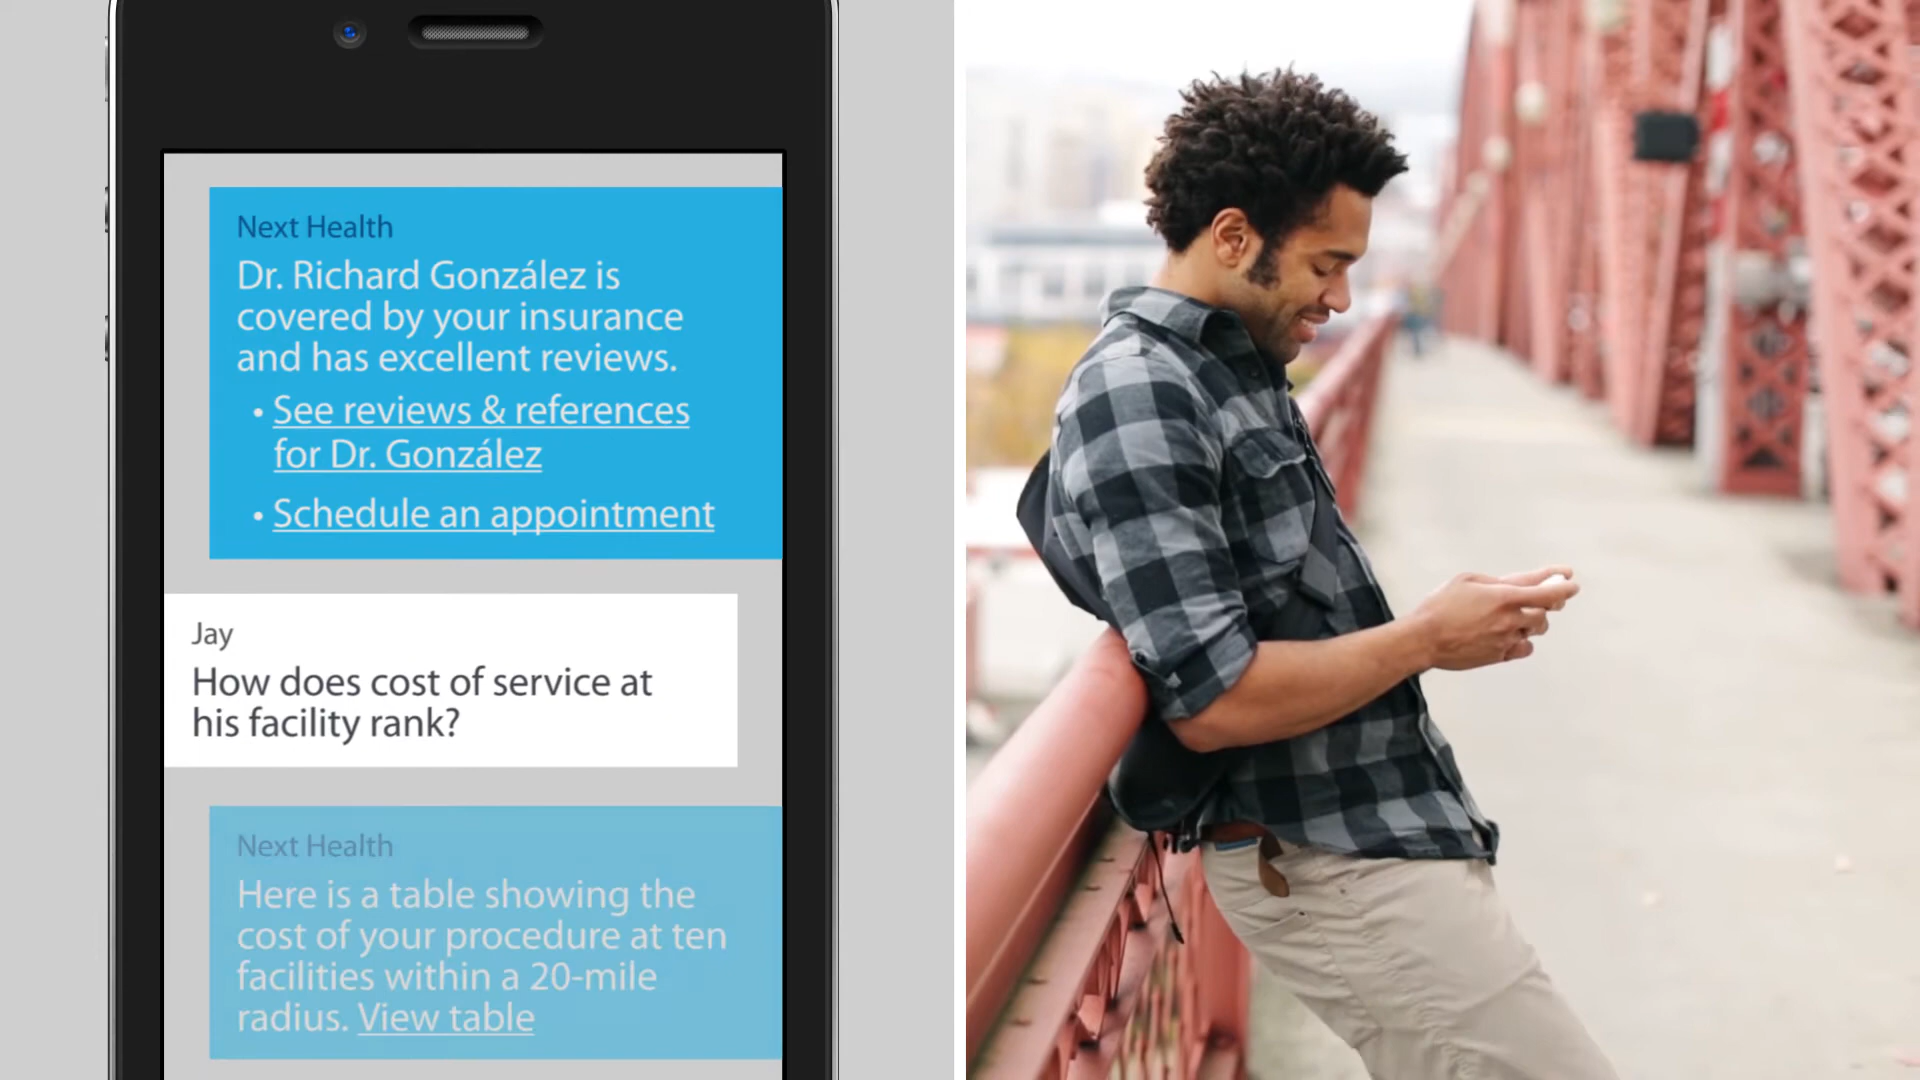 Next Health
Dr. Richard González is
covered by your insurance
and has excellent reviews.
• See reviews & references
for Dr. González
• Schedule an appointment
Jay
How does cost of service at
his facility rank?
Next Health
Here is a table showing the
cost of your procedure at ten
facilities within a 20-mile
radius. View table